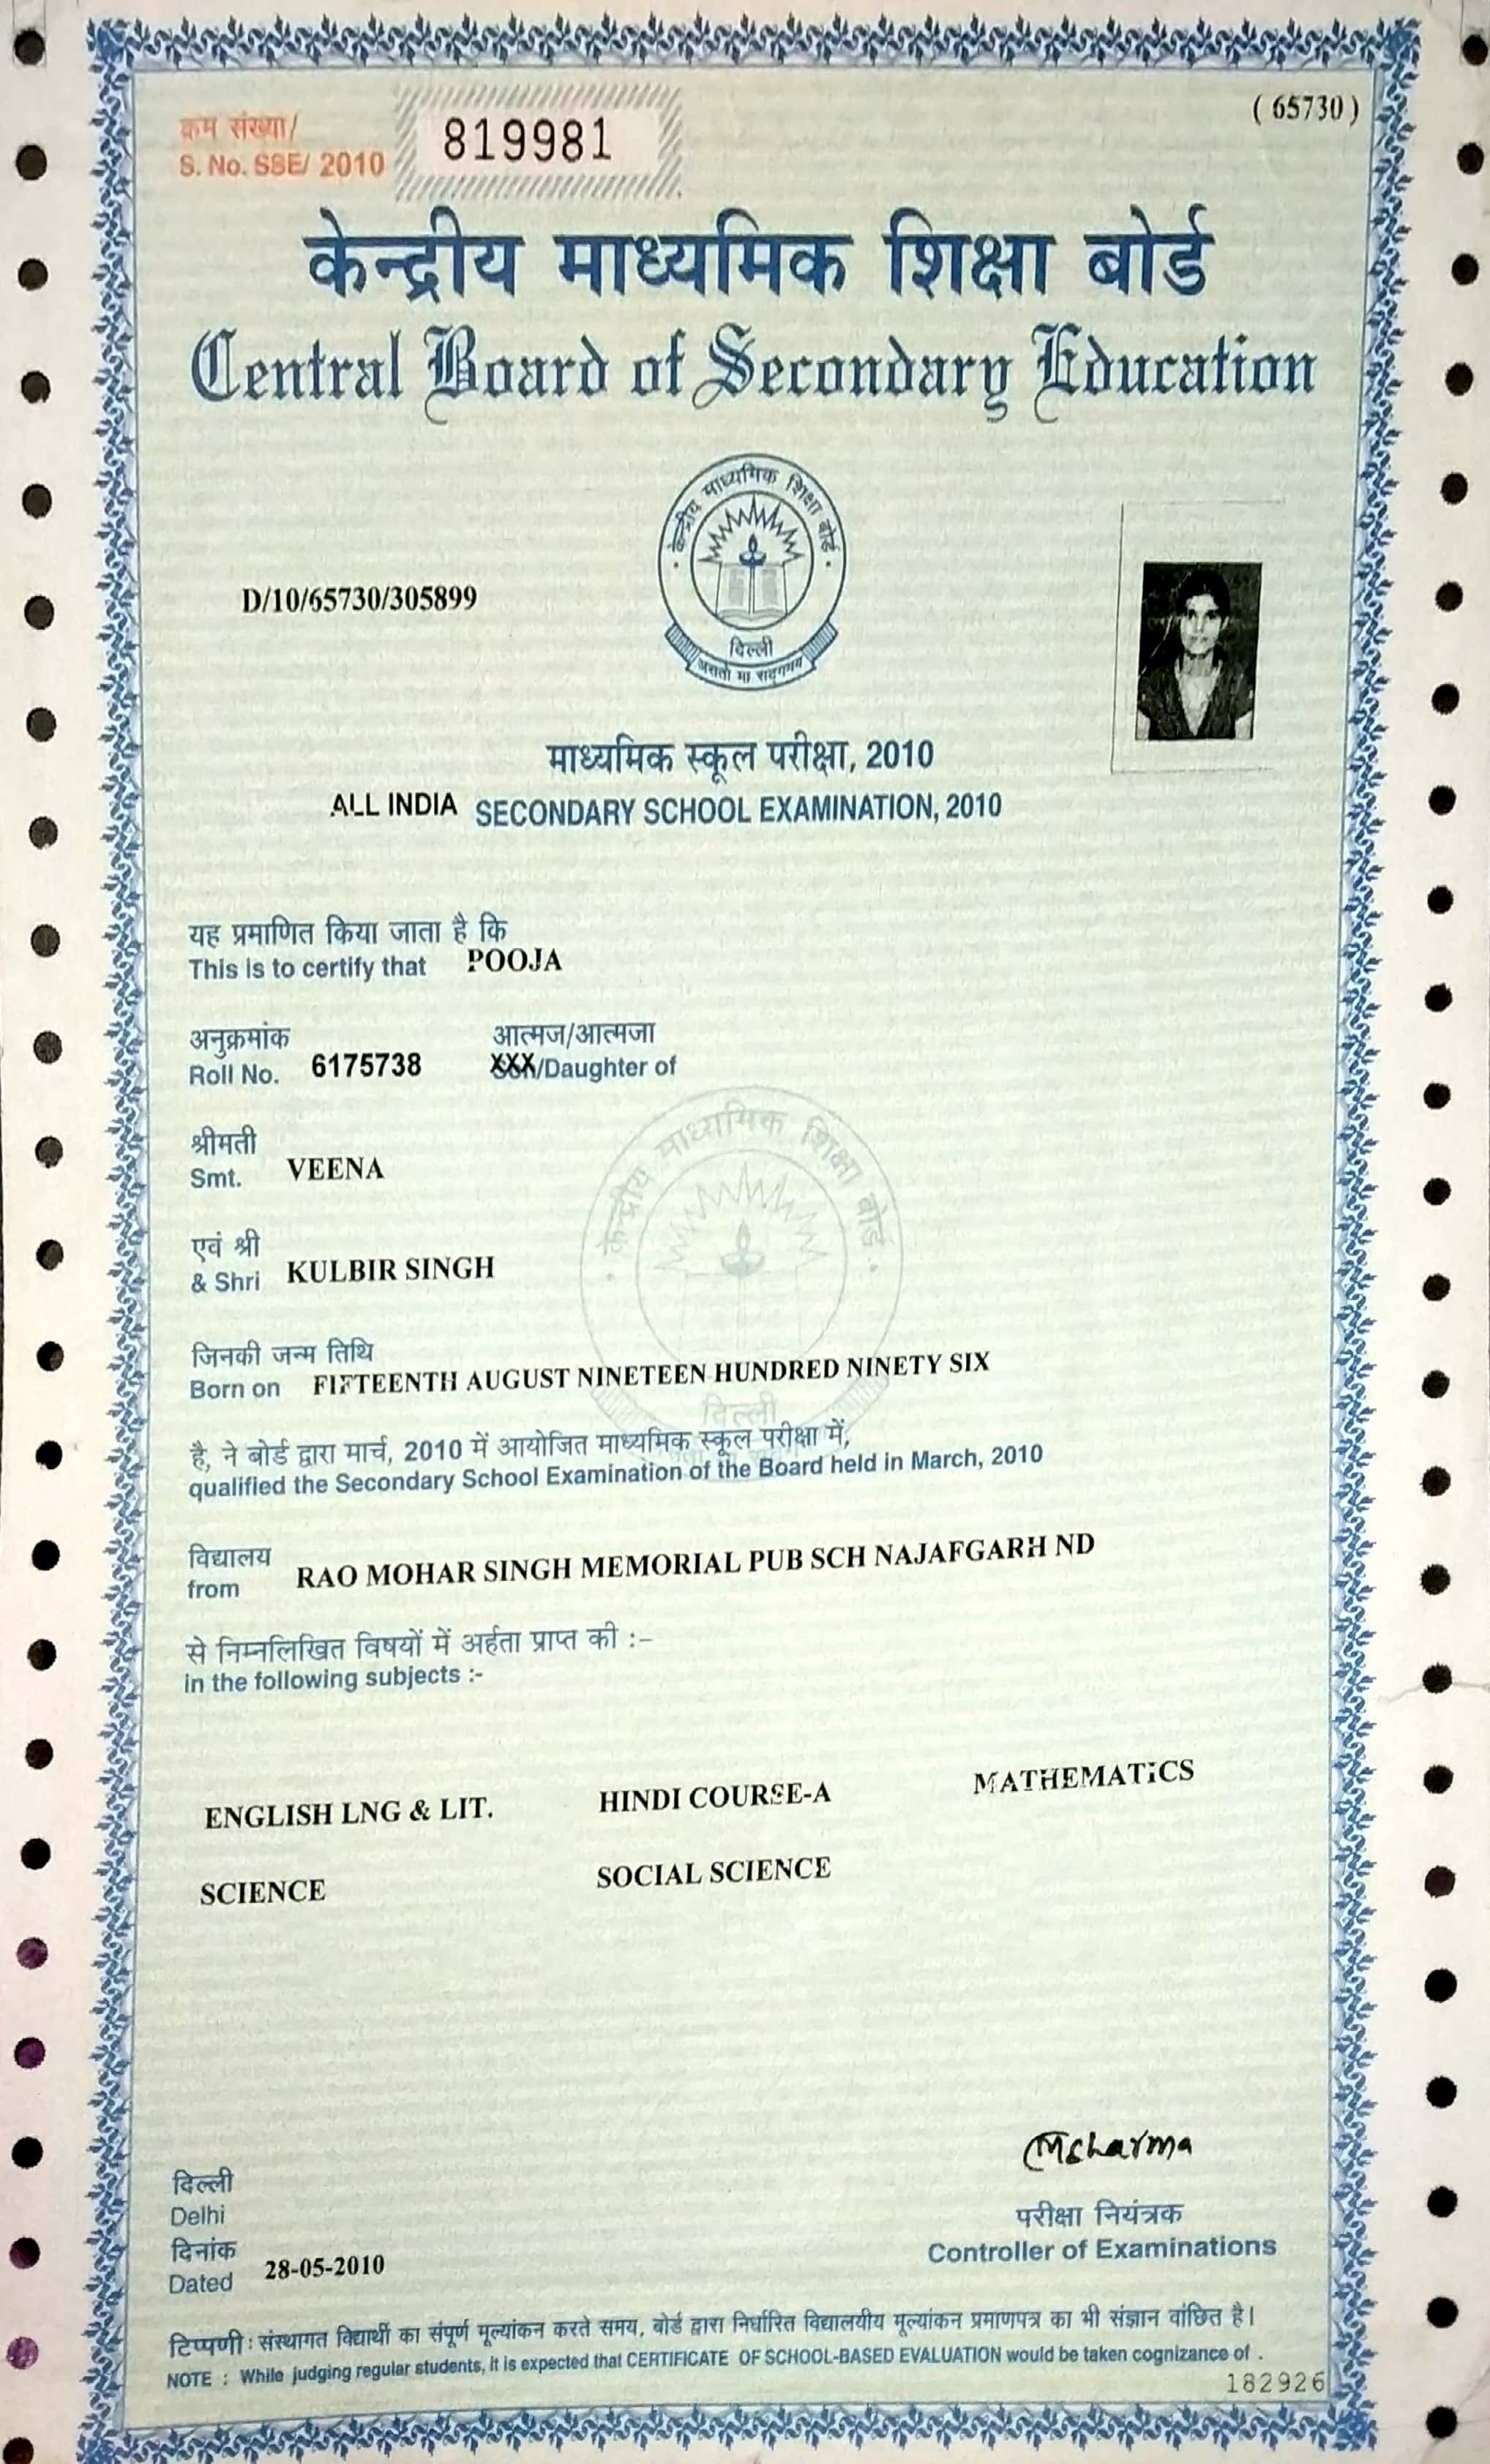 ( 65730 )
क्रम संख्या/
S. No. SSE/ 2010 819981
केन्द्रीय माध्यमिक शिक्षा बोर्ड
Central Board of Secondary Education
केन्द्रीय माध्यमिक शिक्षा बोर्ड
दिल्ली
असतो मा सद्गमय
D/10/65730/305899
माध्यमिक स्कूल परीक्षा, 2010
ALL INDIA SECONDARY SCHOOL EXAMINATION, 2010
यह प्रमाणित किया जाता है कि
This is to certify that POOJA
अनुक्रमांक आत्मज/आत्मजा
Roll No. 6175738 XXX/Daughter of
श्रीमती
Smt. VEENA
एवं श्री
& Shri KULBIR SINGH
केन्द्रीय माध्यमिक शिक्षा बोर्ड
दिल्ली
जिनकी जन्म तिथि
Born on FIFTEENTH AUGUST NINETEEN HUNDRED NINETY SIX
है, ने बोर्ड द्वारा मार्च, 2010 में आयोजित माध्यमिक स्कूल परीक्षा में,
qualified the Secondary School Examination of the Board held in March, 2010
विद्यालय
from RAO MOHAR SINGH MEMORIAL PUB SCH NAJAFGARH ND
से निम्नलिखित विषयों में अर्हता प्राप्त की :-
in the following subjects :-
ENGLISH LNG & LIT. HINDI COURSE-A MATHEMATICS
SCIENCE SOCIAL SCIENCE
MSharma
दिल्ली
Delhi
परीक्षा नियंत्रक
Controller of Examinations
दिनांक
Dated 28-05-2010
टिप्पणी : संस्थागत विद्यार्थी का संपूर्ण मूल्यांकन करते समय, बोर्ड द्वारा निर्धारित विद्यालयीय मूल्यांकन प्रमाणपत्र का भी संज्ञान वांछित है।
NOTE : While judging regular students, it is expected that CERTIFICATE OF SCHOOL-BASED EVALUATION would be taken cognizance of .
182926